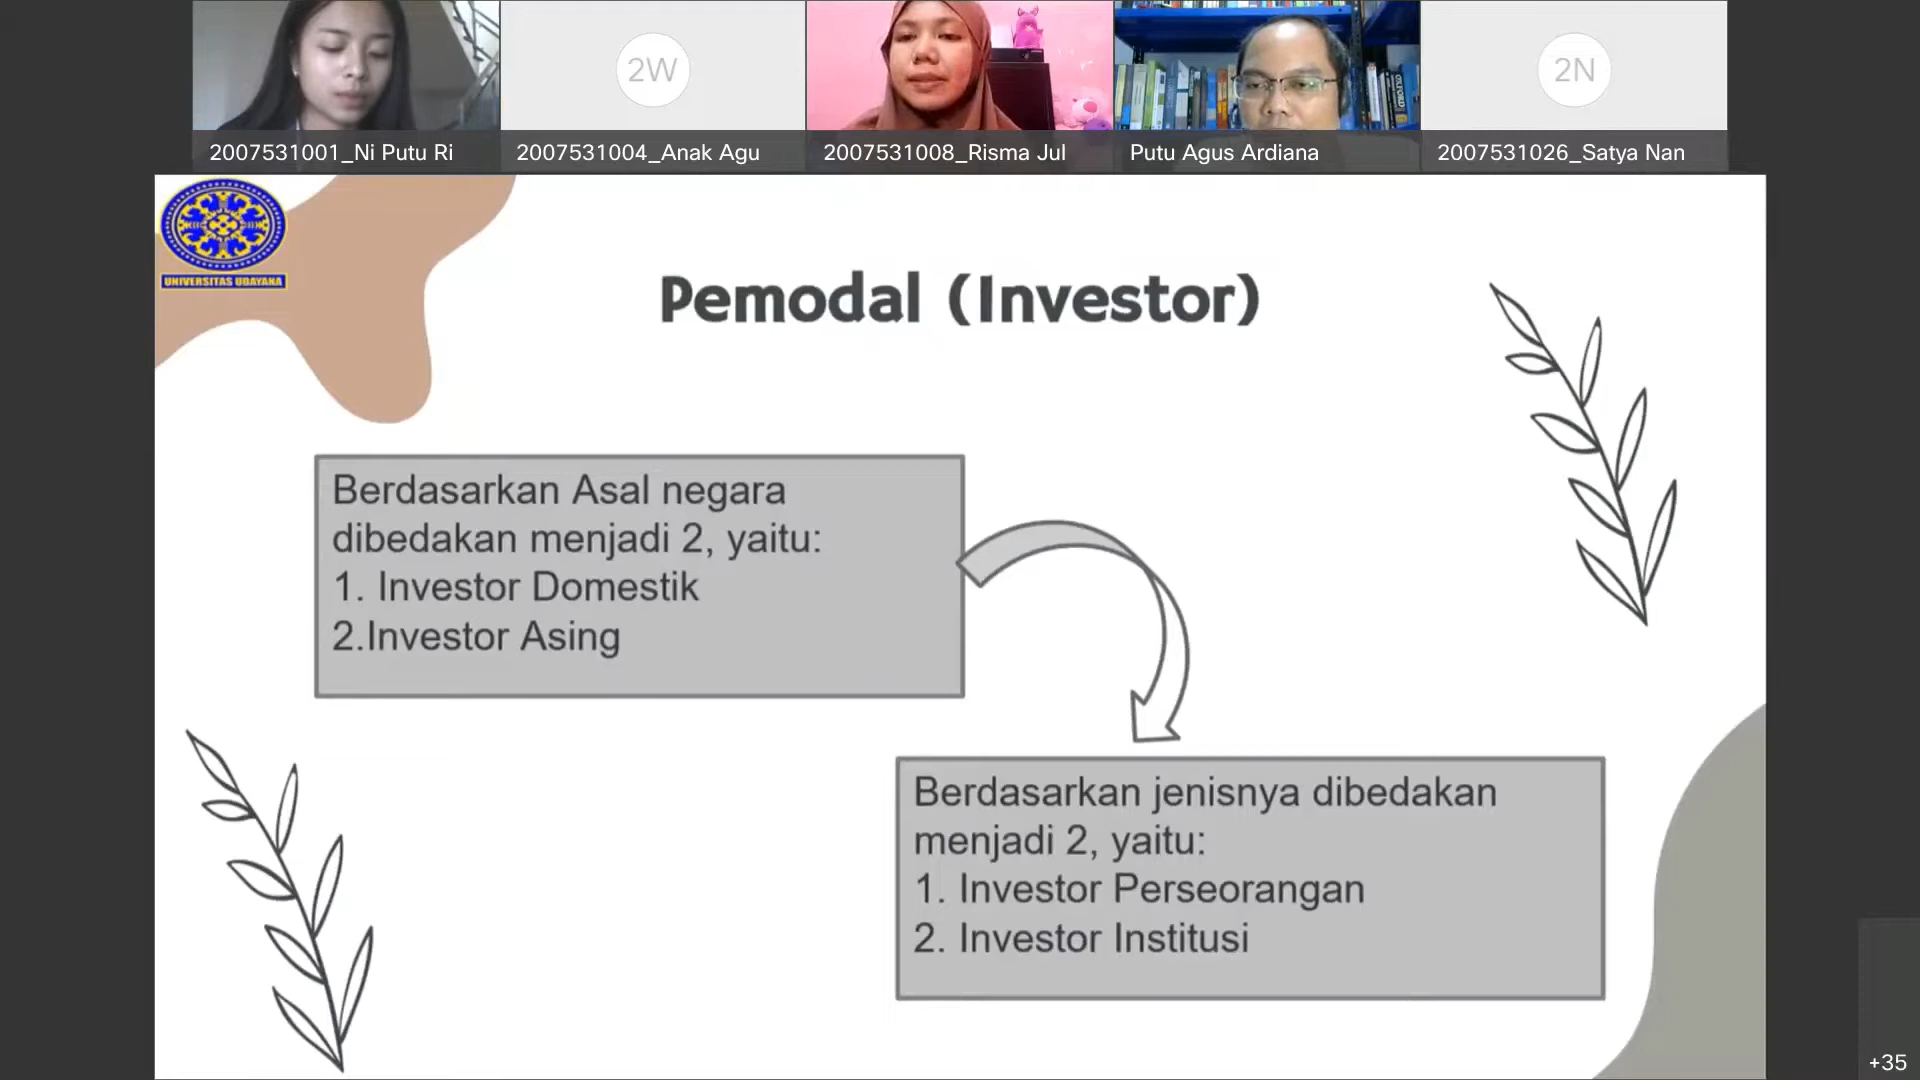 2W
2N
2007531001_Ni Putu Ri
2007531004_Anak Agu
2007531008_Risma Jul
Putu Agus Ardiana
2007531026_Satya Nan
OXFORD
UNIVERSITAS UDAYANA
Pemodal (Investor)
Berdasarkan Asal negara
dibedakan menjadi 2, yaitu:
1. Investor Domestik
2.Investor Asing
Berdasarkan jenisnya dibedakan
menjadi 2, yaitu:
1. Investor Perseorangan
2. Investor Institusi
+35